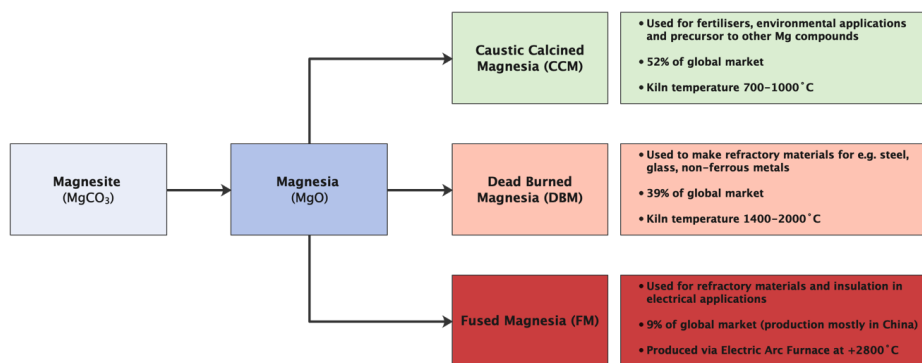 Magnesite
(MgCO₃)
Magnesia
(MgO)
Caustic Calcined
Magnesia (CCM)
• Used for fertilisers, environmental applications
and precursor to other Mg compounds
• 52% of global market
• Kiln temperature 700–1000˚C
Dead Burned
Magnesia (DBM)
• Used to make refractory materials for e.g. steel,
glass, non-ferrous metals
• 39% of global market
• Kiln temperature 1400–2000˚C
Fused Magnesia (FM)
• Used for refractory materials and insulation in
electrical applications
• 9% of global market (production mostly in China)
• Produced via Electric Arc Furnace at +2800˚C